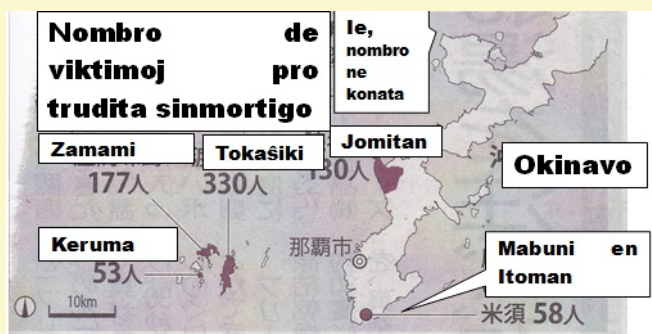 Nombro de
viktimoj pro
trudita sinmortigo
Ie,
nombro
ne
konata
Zamami
177人
Tokaŝiki
330人
Jomitan
130人
Okinavo
Keruma
53人
那覇市
Mabuni en
Itoman
米須 58人
10km